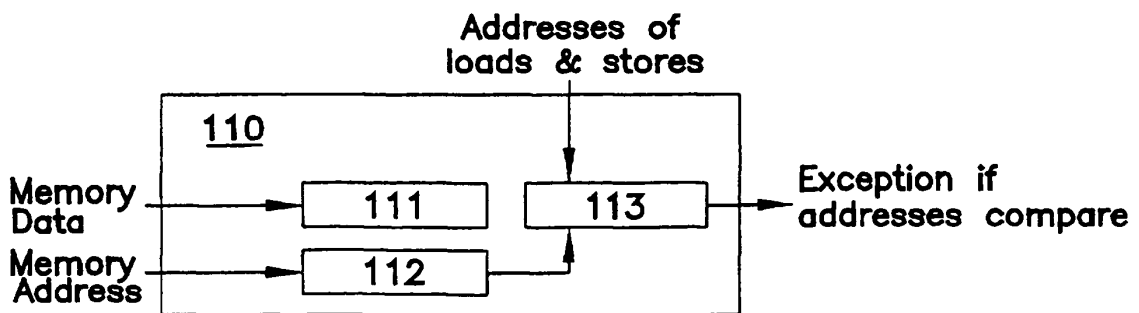 Addresses of
loads & stores
110
Memory
Data
111
113
Exception if
addresses compare
Memory
Address
112